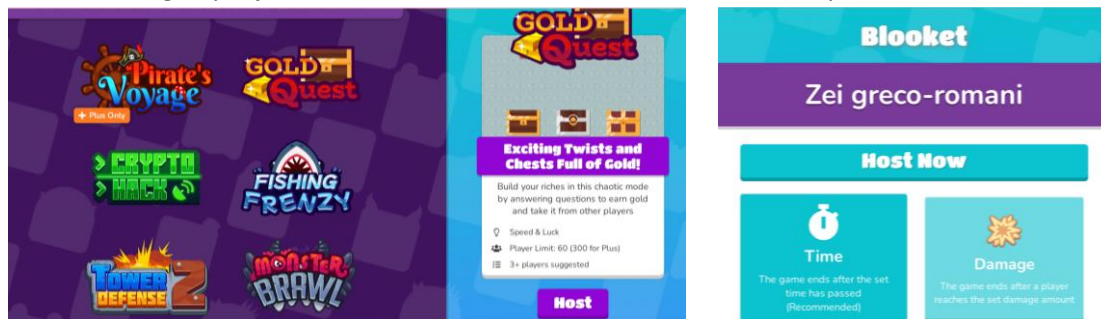 Pirate's
Voyage
+ Plus Only
GOLD
Quest
> CRYPTO
> HACK
FISHING
FRENZY
TOWER
DEFENSE 2
MONSTER
BRAWL
GOLD
Quest
Exciting Twists and
Chests Full of Gold!
Build your riches in this chaotic mode
by answering questions to earn gold
and take it from other players
Speed & Luck
Player Limit: 60 (300 for Plus)
3+ players suggested
Host
Blooket
Zei greco-romani
Host Now
Time
The game ends after the set
time has passed
(Recommended)
Damage
The game ends after a player
reaches the set damage amount